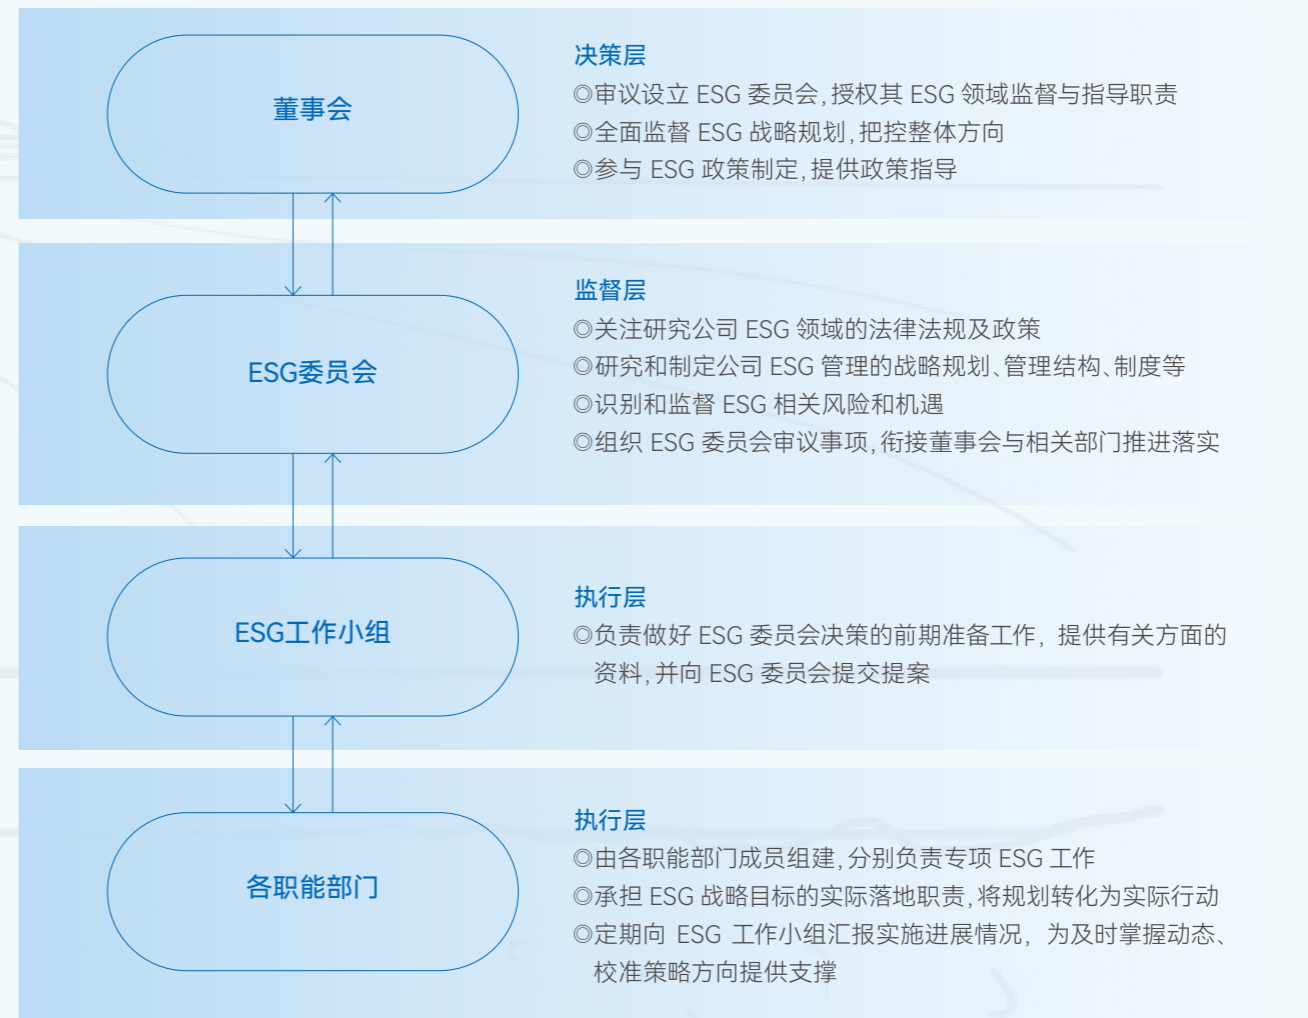 董事会
决策层
◎审议设立 ESG 委员会,授权其 ESG 领域监督与指导职责
◎全面监督 ESG 战略规划,把控整体方向
◎参与 ESG 政策制定,提供政策指导
ESG委员会
监督层
◎关注研究公司 ESG 领域的法律法规及政策
◎研究和制定公司 ESG 管理的战略规划、管理结构、制度等
◎识别和监督 ESG 相关风险和机遇
◎组织 ESG 委员会审议事项,衔接董事会与相关部门推进落实
ESG工作小组
执行层
◎负责做好 ESG 委员会决策的前期准备工作, 提供有关方面的
资料,并向 ESG 委员会提交提案
各职能部门
执行层
◎由各职能部门成员组建,分别负责专项 ESG 工作
◎承担 ESG 战略目标的实际落地职责,将规划转化为实际行动
◎定期向 ESG 工作小组汇报实施进展情况, 为及时掌握动态、
校准策略方向提供支撑